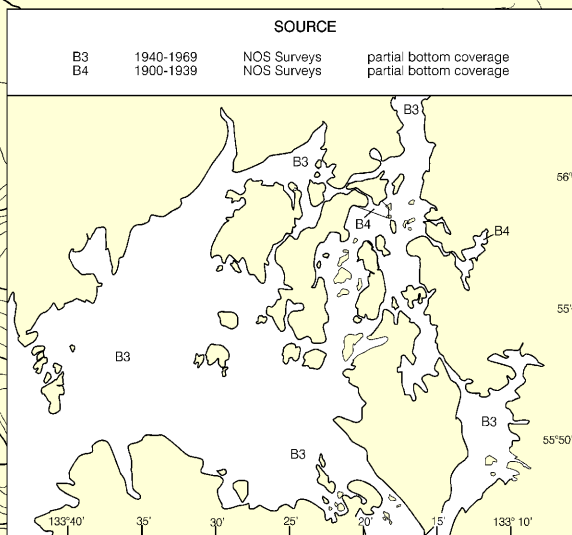 SOURCE
B3 1940-1969 NOS Surveys partial bottom coverage
B4 1900-1939 NOS Surveys partial bottom coverage
B3
B3
56°
B4
B4
55'
B3
B3
55°50'
B3
133°40' 35' 30' 25' 20' 15' 133°10'